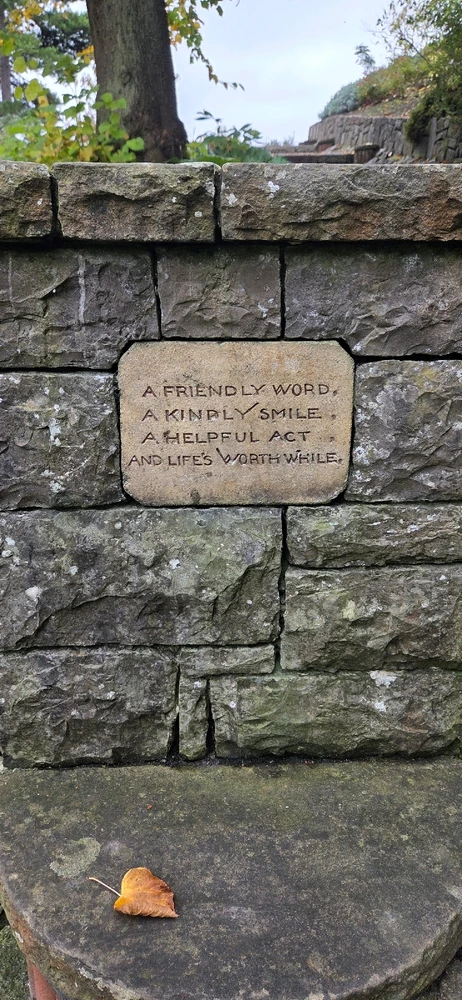 A FRIENDLY WORD,
A KINDLY SMILE,
A HELPFUL ACT,
AND LIFE'S WORTH WHILE.